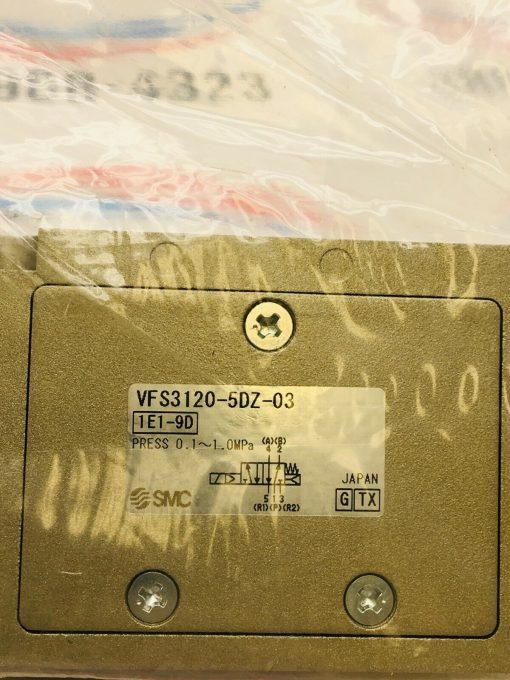 4323
VFS3120-5DZ-03
1E1-9D
PRESS 0.1~1.0MPa
(A)(B)
4 2
SMC
JAPAN
G TX
5 1 3
(R1)(P)(R2)